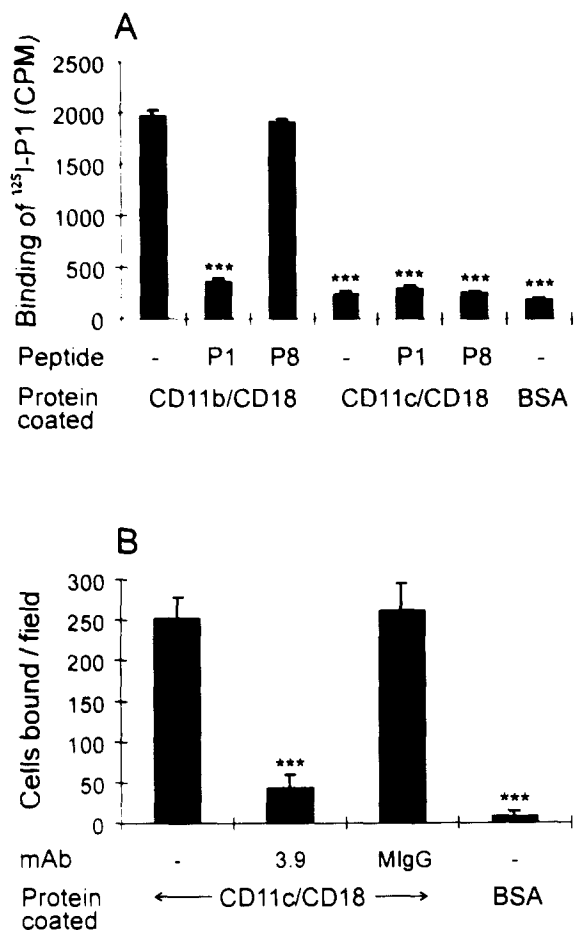 A
Binding of ¹²⁵I-P1 (CPM)
2500
2000
1500
1000
500
0
*** *** *** *** ***
Peptide - P1 P8 - P1 P8 -
Protein coated CD11b/CD18 CD11c/CD18 BSA
B
Cells bound / field
300
250
200
150
100
50
0
*** ***
mAb - 3.9 MIgG -
Protein coated ← CD11c/CD18 → BSA